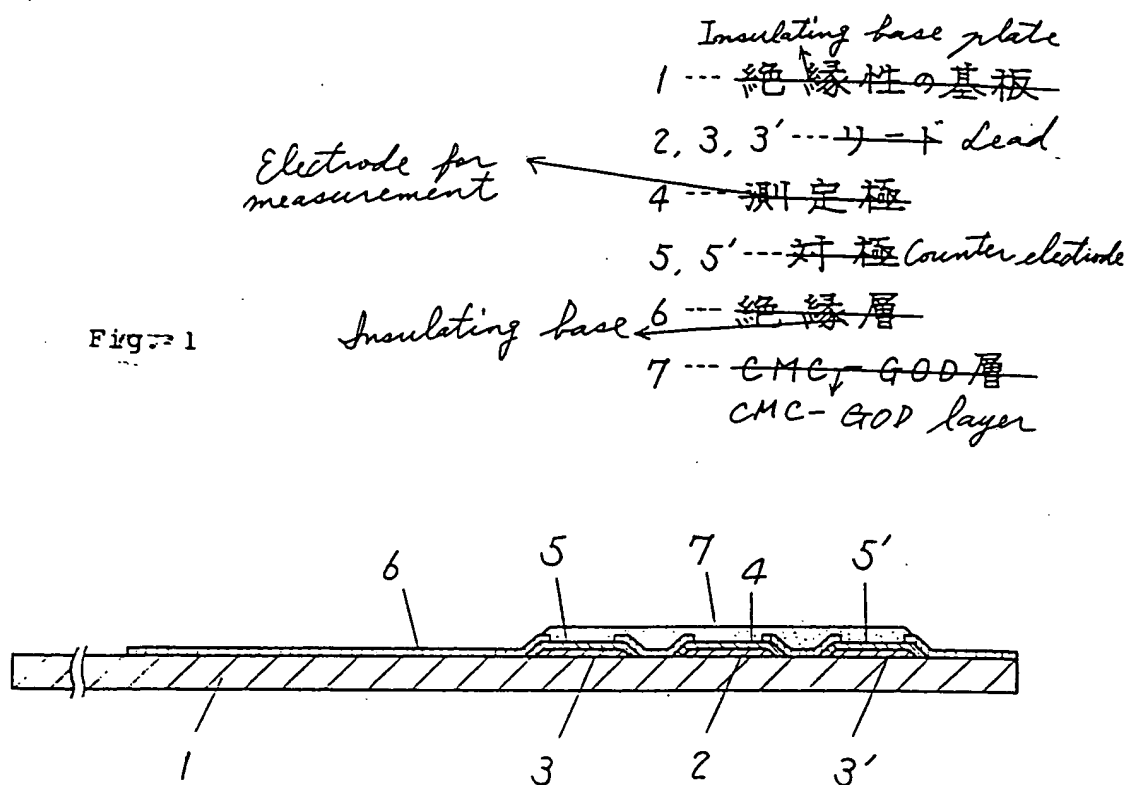 Insulating base plate
1 --- 絶縁性の基板
2, 3, 3' --- リード Lead
Electrode for measurement
4 --- 測定極
5, 5' --- 対極 Counter electrode
6 --- 絶縁層
Insulating base
Fig. 1
7 --- CMC-GOD層
CMC-GOD layer
6 5 7 4 5'
1 3 2 3'